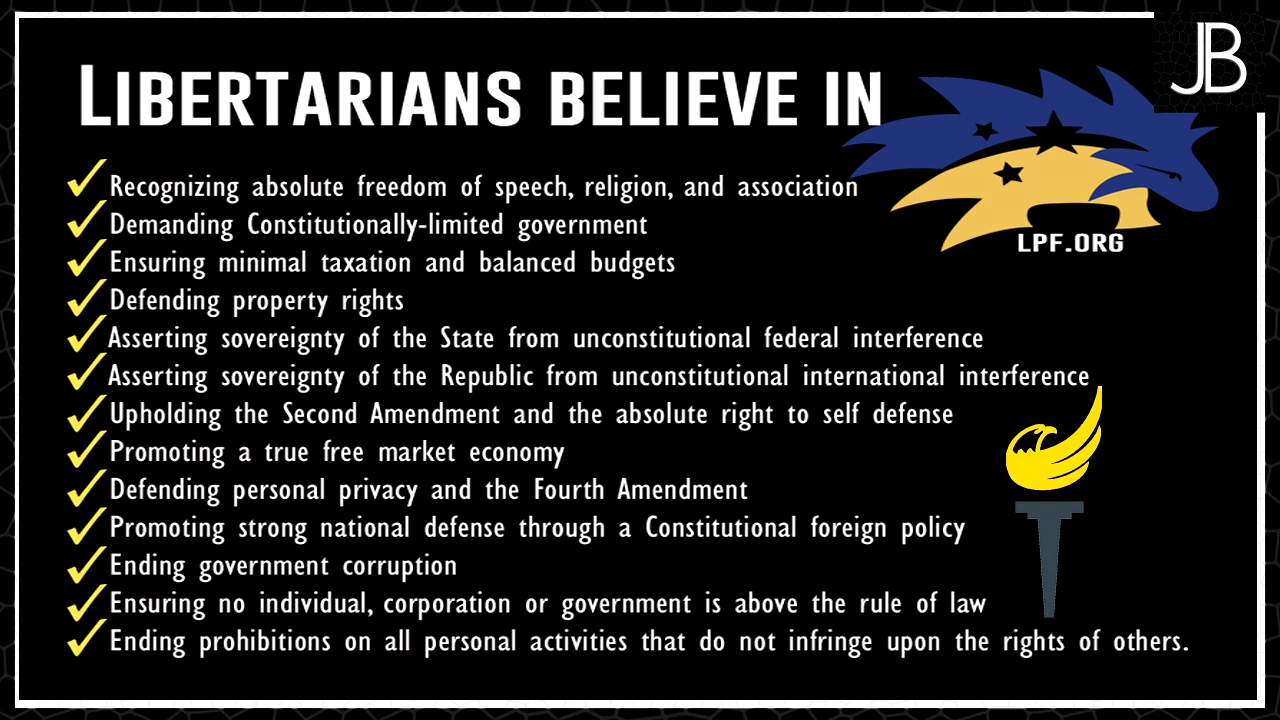 LIBERTARIANS BELIEVE IN
JB
Recognizing absolute freedom of speech, religion, and association
Demanding Constitutionally-limited government
LPF.ORG
Ensuring minimal taxation and balanced budgets
Defending property rights
Asserting sovereignty of the State from unconstitutional federal interference
Asserting sovereignty of the Republic from unconstitutional international interference
Upholding the Second Amendment and the absolute right to self defense
Promoting a true free market economy
Defending personal privacy and the Fourth Amendment
Promoting strong national defense through a Constitutional foreign policy
Ending government corruption
Ensuring no individual, corporation or government is above the rule of law
Ending prohibitions on all personal activities that do not infringe upon the rights of others.